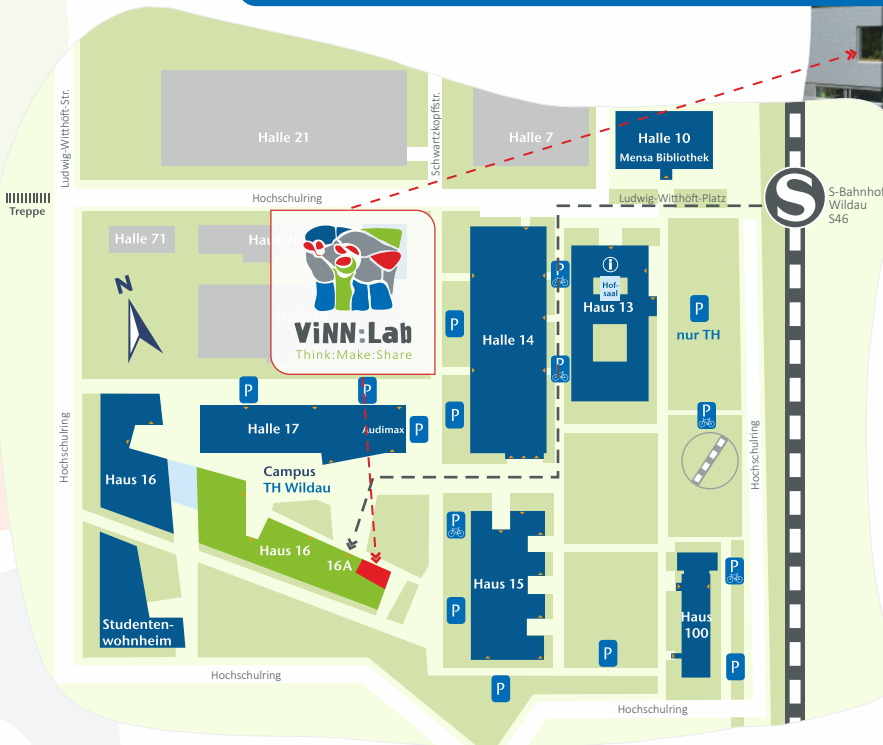 Ludwig-Witthöft-Str.
Halle 21
Schwartzkopffstr.
Halle 7
Halle 10
Mensa Bibliothek
Treppe
Hochschulring
Ludwig-Witthöft-Platz
S
S-Bahnhof
Wildau
S46
Halle 71
N
ViNN:Lab
Think:Make:Share
P
P
P
P
P
P
Halle 14
i
Hof-
saal
Haus 13
P
nur TH
P
P
P
Halle 17
Audimax
Hochschulring
Hochschulring
Haus 16
Campus
TH Wildau
Haus 16
16A
P
P
P
Haus 15
P
P
Haus
100
P
P
Studenten-
wohnheim
Hochschulring
Hochschulring